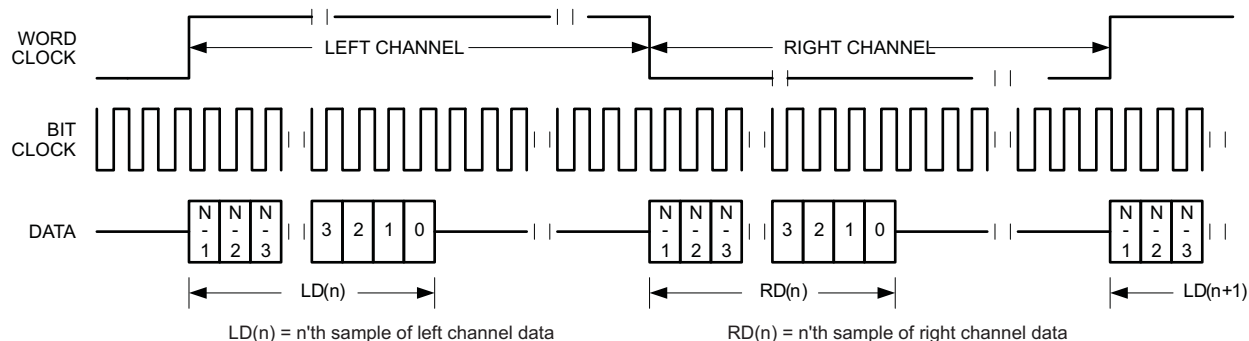 WORD
CLOCK
LEFT CHANNEL
RIGHT CHANNEL
BIT
CLOCK
DATA
N
-
1
N
-
2
N
-
3
3 2 1 0
N
-
1
N
-
2
N
-
3
3 2 1 0
N
-
1
N
-
2
N
-
3
LD(n)
RD(n)
LD(n+1)
LD(n) = n'th sample of left channel data
RD(n) = n'th sample of right channel data